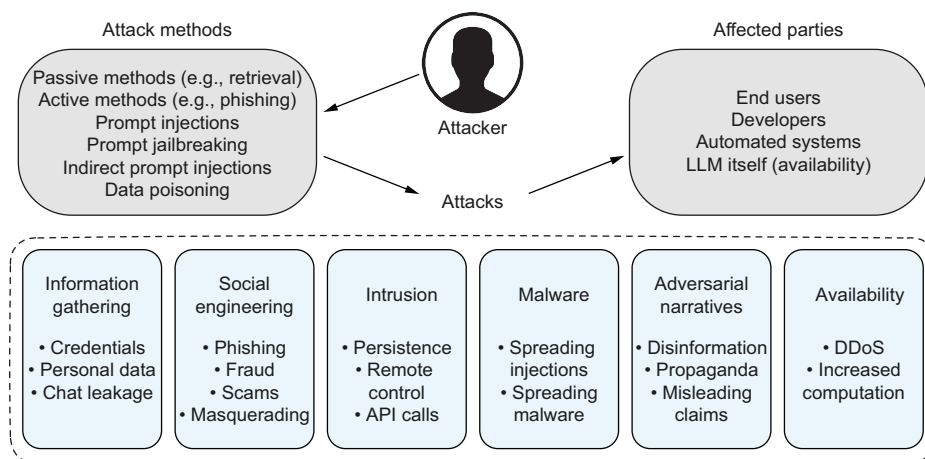 Attack methods
Passive methods (e.g., retrieval)
Active methods (e.g., phishing)
Prompt injections
Prompt jailbreaking
Indirect prompt injections
Data poisoning
Attacker
Attacks
Affected parties
End users
Developers
Automated systems
LLM itself (availability)
Information
gathering
• Credentials
• Personal data
• Chat leakage
Social
engineering
• Phishing
• Fraud
• Scams
• Masquerading
Intrusion
• Persistence
• Remote
control
• API calls
Malware
• Spreading
injections
• Spreading
malware
Adversarial
narratives
• Disinformation
• Propaganda
• Misleading
claims
Availability
• DDoS
• Increased
computation